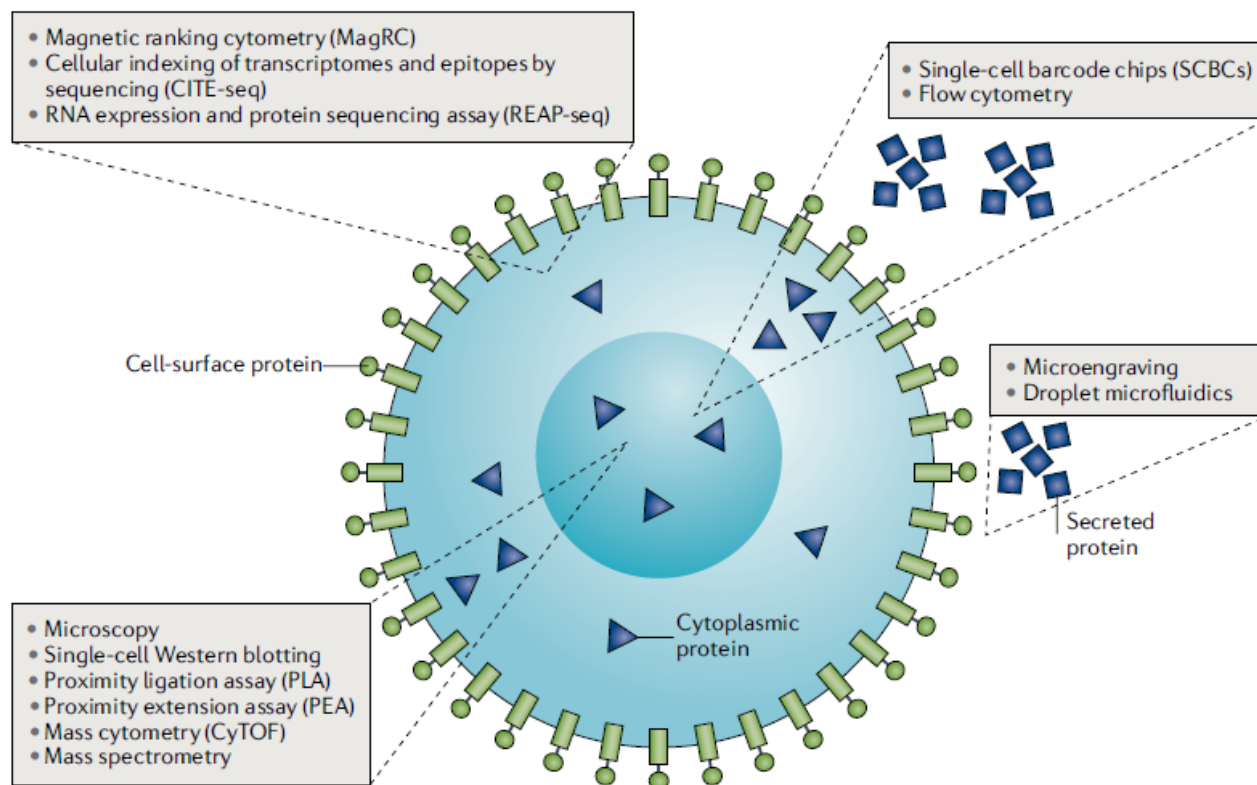 • Magnetic ranking cytometry (MagRC)
• Cellular indexing of transcriptomes and epitopes by
sequencing (CITE-seq)
• RNA expression and protein sequencing assay (REAP-seq)
• Single-cell barcode chips (SCBCs)
• Flow cytometry
Cell-surface protein
• Microengraving
• Droplet microfluidics
Secreted
protein
Cytoplasmic
protein
• Microscopy
• Single-cell Western blotting
• Proximity ligation assay (PLA)
• Proximity extension assay (PEA)
• Mass cytometry (CyTOF)
• Mass spectrometry